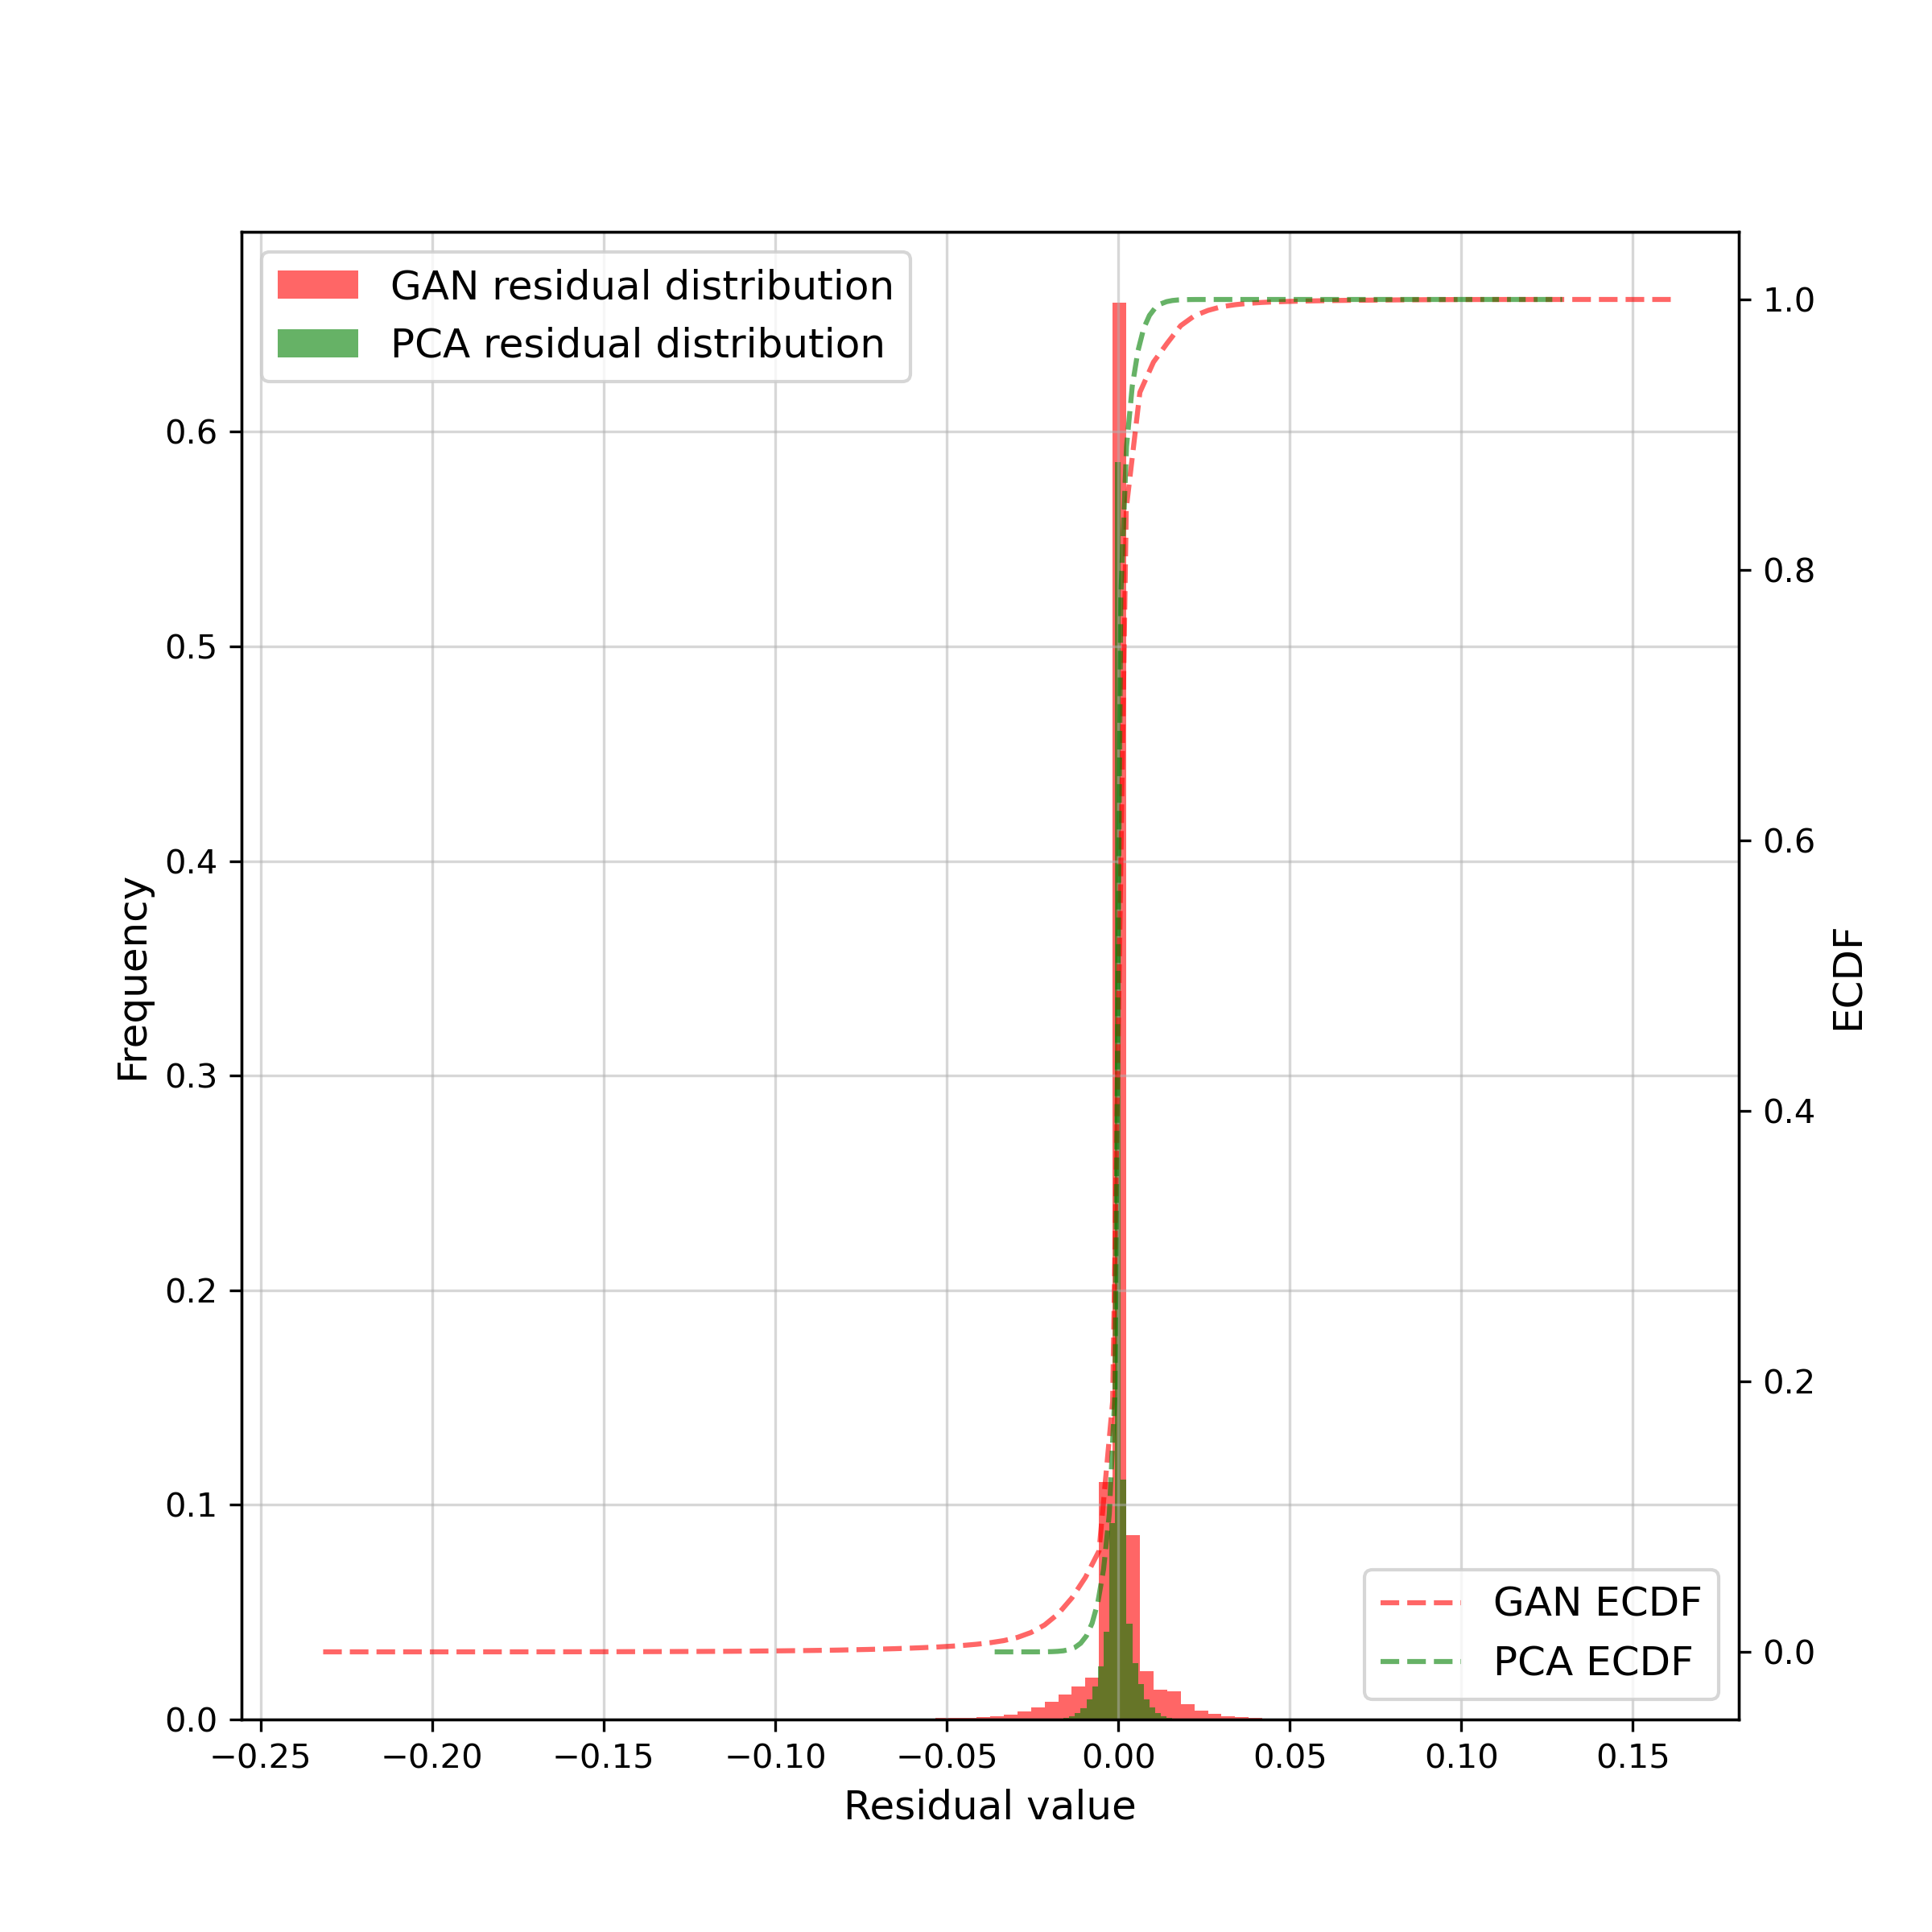 GAN residual distribution
PCA residual distribution
1.0
0.8
0.6
0.4
0.2
0.0
ECDF
0.6
0.5
0.4
0.3
0.2
0.1
0.0
Frequency
GAN ECDF
PCA ECDF
−0.25 −0.20 −0.15 −0.10 −0.05 0.00 0.05 0.10 0.15
Residual value